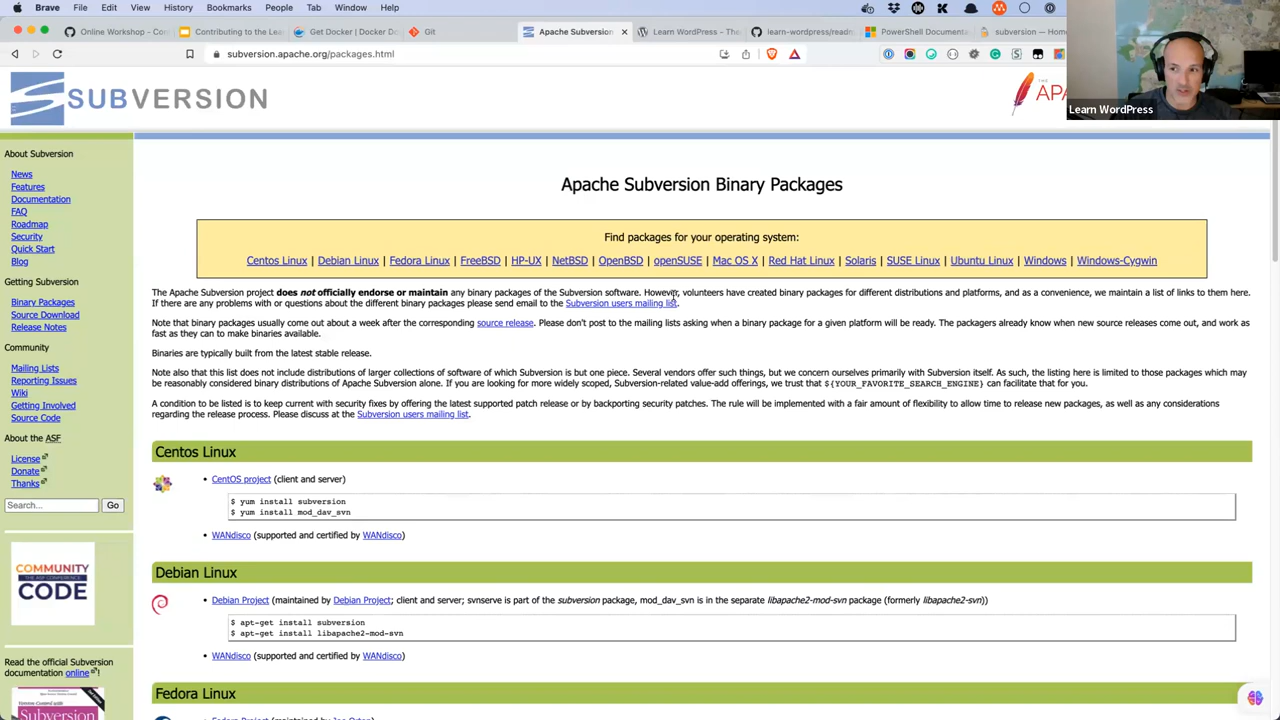 Brave File Edit View History Bookmarks People Tab Window Help
Online Workshop - Co
Contributing to the Lea
Get Docker | Docker Do
Git
Apache Subversion
Learn WordPress – The
learn-wordpress/readm
PowerShell Documenta
subversion — Hom
subversion.apache.org/packages.html
SUBVERSION
THE
APA
Learn WordPress
About Subversion
News
Features
Documentation
FAQ
Roadmap
Security
Quick Start
Blog
Getting Subversion
Binary Packages
Source Download
Release Notes
Community
Mailing Lists
Reporting Issues
Wiki
Getting Involved
Source Code
About the ASF
License
Donate
Thanks
Search... Go
COMMUNITY
THE ASF CONFERENCE
CODE
Read the official Subversion
documentation online !
Version Control with
Subversion
Apache Subversion Binary Packages
Find packages for your operating system:
Centos Linux | Debian Linux | Fedora Linux | FreeBSD | HP-UX | NetBSD | OpenBSD | openSUSE | Mac OS X | Red Hat Linux | Solaris | SUSE Linux | Ubuntu Linux | Windows | Windows-Cygwin
The Apache Subversion project does not officially endorse or maintain any binary packages of the Subversion software. However, volunteers have created binary packages for different distributions and platforms, and as a convenience, we maintain a list of links to them here.
If there are any problems with or questions about the different binary packages please send email to the Subversion users mailing list.
Note that binary packages usually come out about a week after the corresponding source release. Please don't post to the mailing lists asking when a binary package for a given platform will be ready. The packagers already know when new source releases come out, and work as
fast as they can to make binaries available.
Binaries are typically built from the latest stable release.
Note also that this list does not include distributions of larger collections of software of which Subversion is but one piece. Several vendors offer such things, but we concern ourselves primarily with Subversion itself. As such, the listing here is limited to those packages which may
be reasonably considered binary distributions of Apache Subversion alone. If you are looking for more widely scoped, Subversion-related value-add offerings, we trust that ${YOUR_FAVORITE_SEARCH_ENGINE} can facilitate that for you.
A condition to be listed is to keep current with security fixes by offering the latest supported patch release or by backporting security patches. The rule will be implemented with a fair amount of flexibility to allow time to release new packages, as well as any considerations
regarding the release process. Please discuss at the Subversion users mailing list.
Centos Linux
• CentOS project (client and server)
$ yum install subversion
$ yum install mod_dav_svn
• WANdisco (supported and certified by WANdisco)
Debian Linux
• Debian Project (maintained by Debian Project; client and server; svnserve is part of the subversion package, mod_dav_svn is in the separate libapache2-mod-svn package (formerly libapache2-svn))
$ apt-get install subversion
$ apt-get install libapache2-mod-svn
• WANdisco (supported and certified by WANdisco)
Fedora Linux